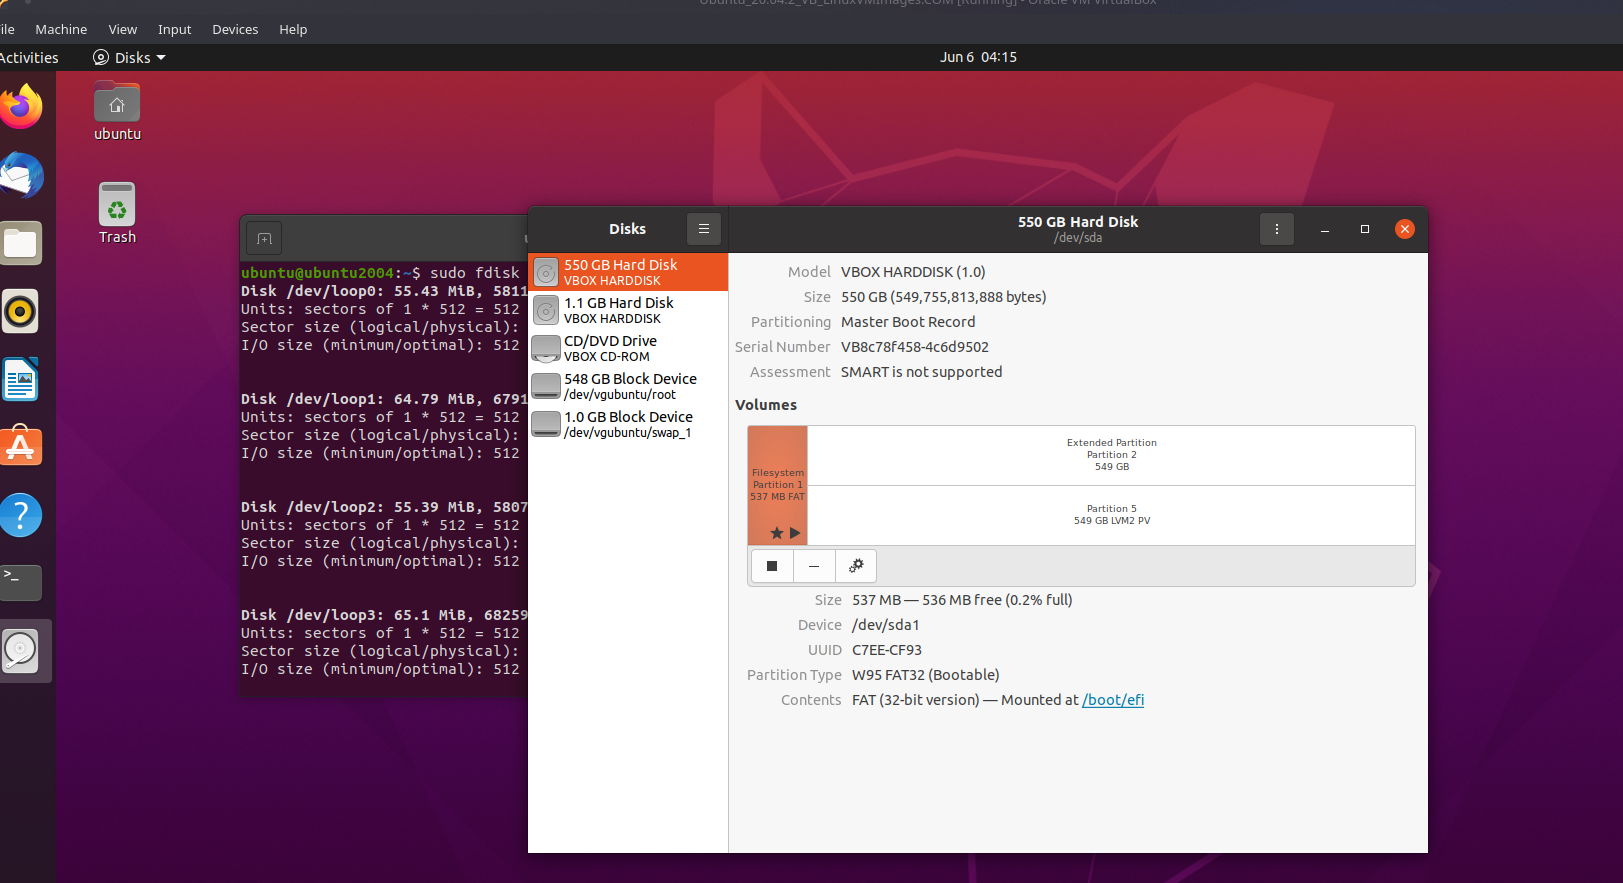 Ubuntu_20.04.2_VB_LinuxVMImages.COM [Running] - Oracle VM VirtualBox
ile Machine View Input Devices Help
Activities Disks Jun 6 04:15
ubuntu
Trash
ubuntu@ubuntu2004:~$ sudo fdisk
Disk /dev/loop0: 55.43 MiB, 5811
Units: sectors of 1 * 512 = 512
Sector size (logical/physical):
I/O size (minimum/optimal): 512
Disk /dev/loop1: 64.79 MiB, 6791
Units: sectors of 1 * 512 = 512
Sector size (logical/physical):
I/O size (minimum/optimal): 512
Disk /dev/loop2: 55.39 MiB, 5807
Units: sectors of 1 * 512 = 512
Sector size (logical/physical):
I/O size (minimum/optimal): 512
Disk /dev/loop3: 65.1 MiB, 68259
Units: sectors of 1 * 512 = 512
Sector size (logical/physical):
I/O size (minimum/optimal): 512
Disks
550 GB Hard Disk
VBOX HARDDISK
1.1 GB Hard Disk
VBOX HARDDISK
CD/DVD Drive
VBOX CD-ROM
548 GB Block Device
/dev/vgubuntu/root
1.0 GB Block Device
/dev/vgubuntu/swap_1
550 GB Hard Disk
/dev/sda
Model VBOX HARDDISK (1.0)
Size 550 GB (549,755,813,888 bytes)
Partitioning Master Boot Record
Serial Number VB8c78f458-4c6d9502
Assessment SMART is not supported
Volumes
Filesystem
Partition 1
537 MB FAT
Extended Partition
Partition 2
549 GB
Partition 5
549 GB LVM2 PV
Size 537 MB — 536 MB free (0.2% full)
Device /dev/sda1
UUID C7EE-CF93
Partition Type W95 FAT32 (Bootable)
Contents FAT (32-bit version) — Mounted at /boot/efi